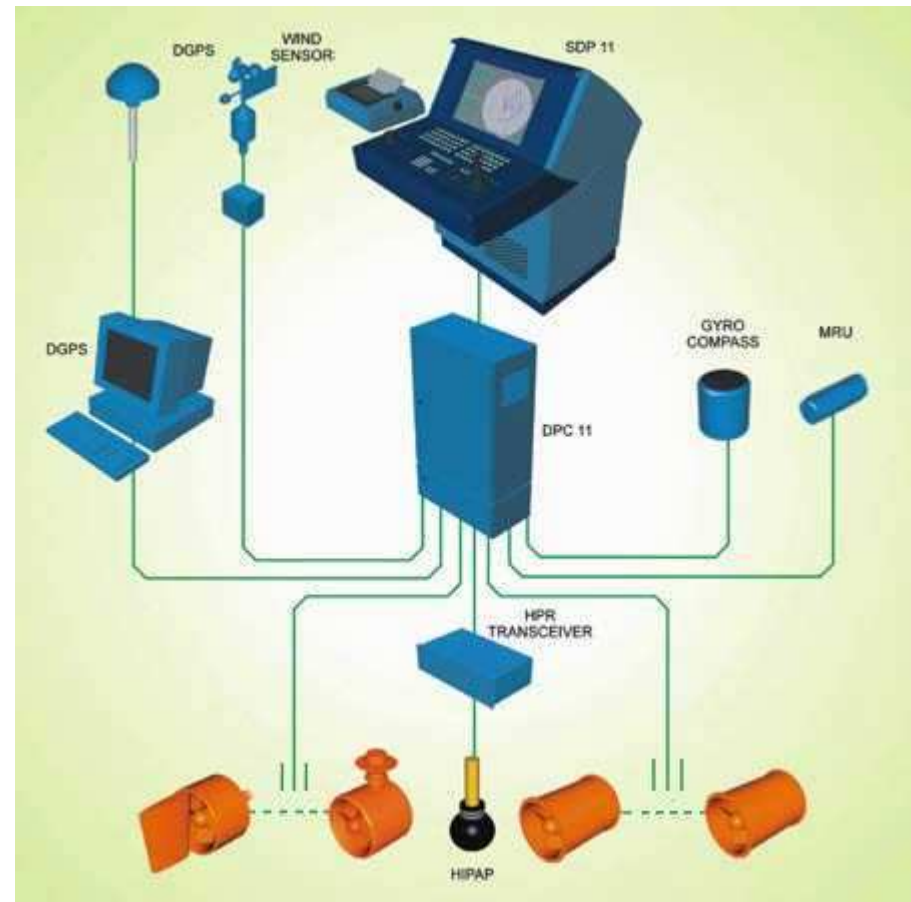 DGPS
WIND
SENSOR
SDP 11
DGPS
GYRO
COMPASS
MRU
DPC 11
HPR
TRANSCEIVER
HIPAP